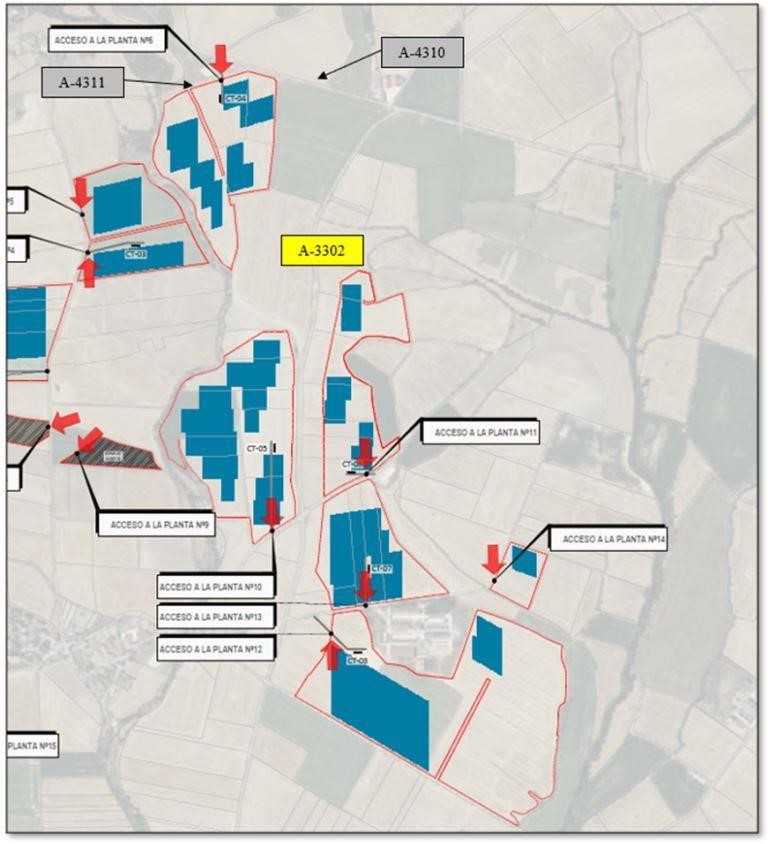 ACCESO A LA PLANTA Nº6
A-4310
A-4311
CT-04
Nº5
Nº4
CT-03
A-3302
ACCESO A LA PLANTA Nº11
CT-05
ACCESO A LA PLANTA Nº9
ACCESO A LA PLANTA Nº14
CT-07
ACCESO A LA PLANTA Nº10
ACCESO A LA PLANTA Nº13
ACCESO A LA PLANTA Nº12
CT-08
PLANTA Nº15